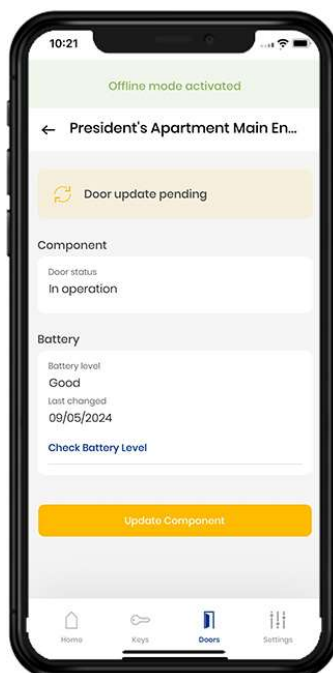 10:21
Offline mode activated
← President's Apartment Main En...
Door update pending
Component
Door status
In operation
Battery
Battery level
Good
Last changed
09/05/2024
Check Battery Level
Update Component
Home Keys Doors Settings